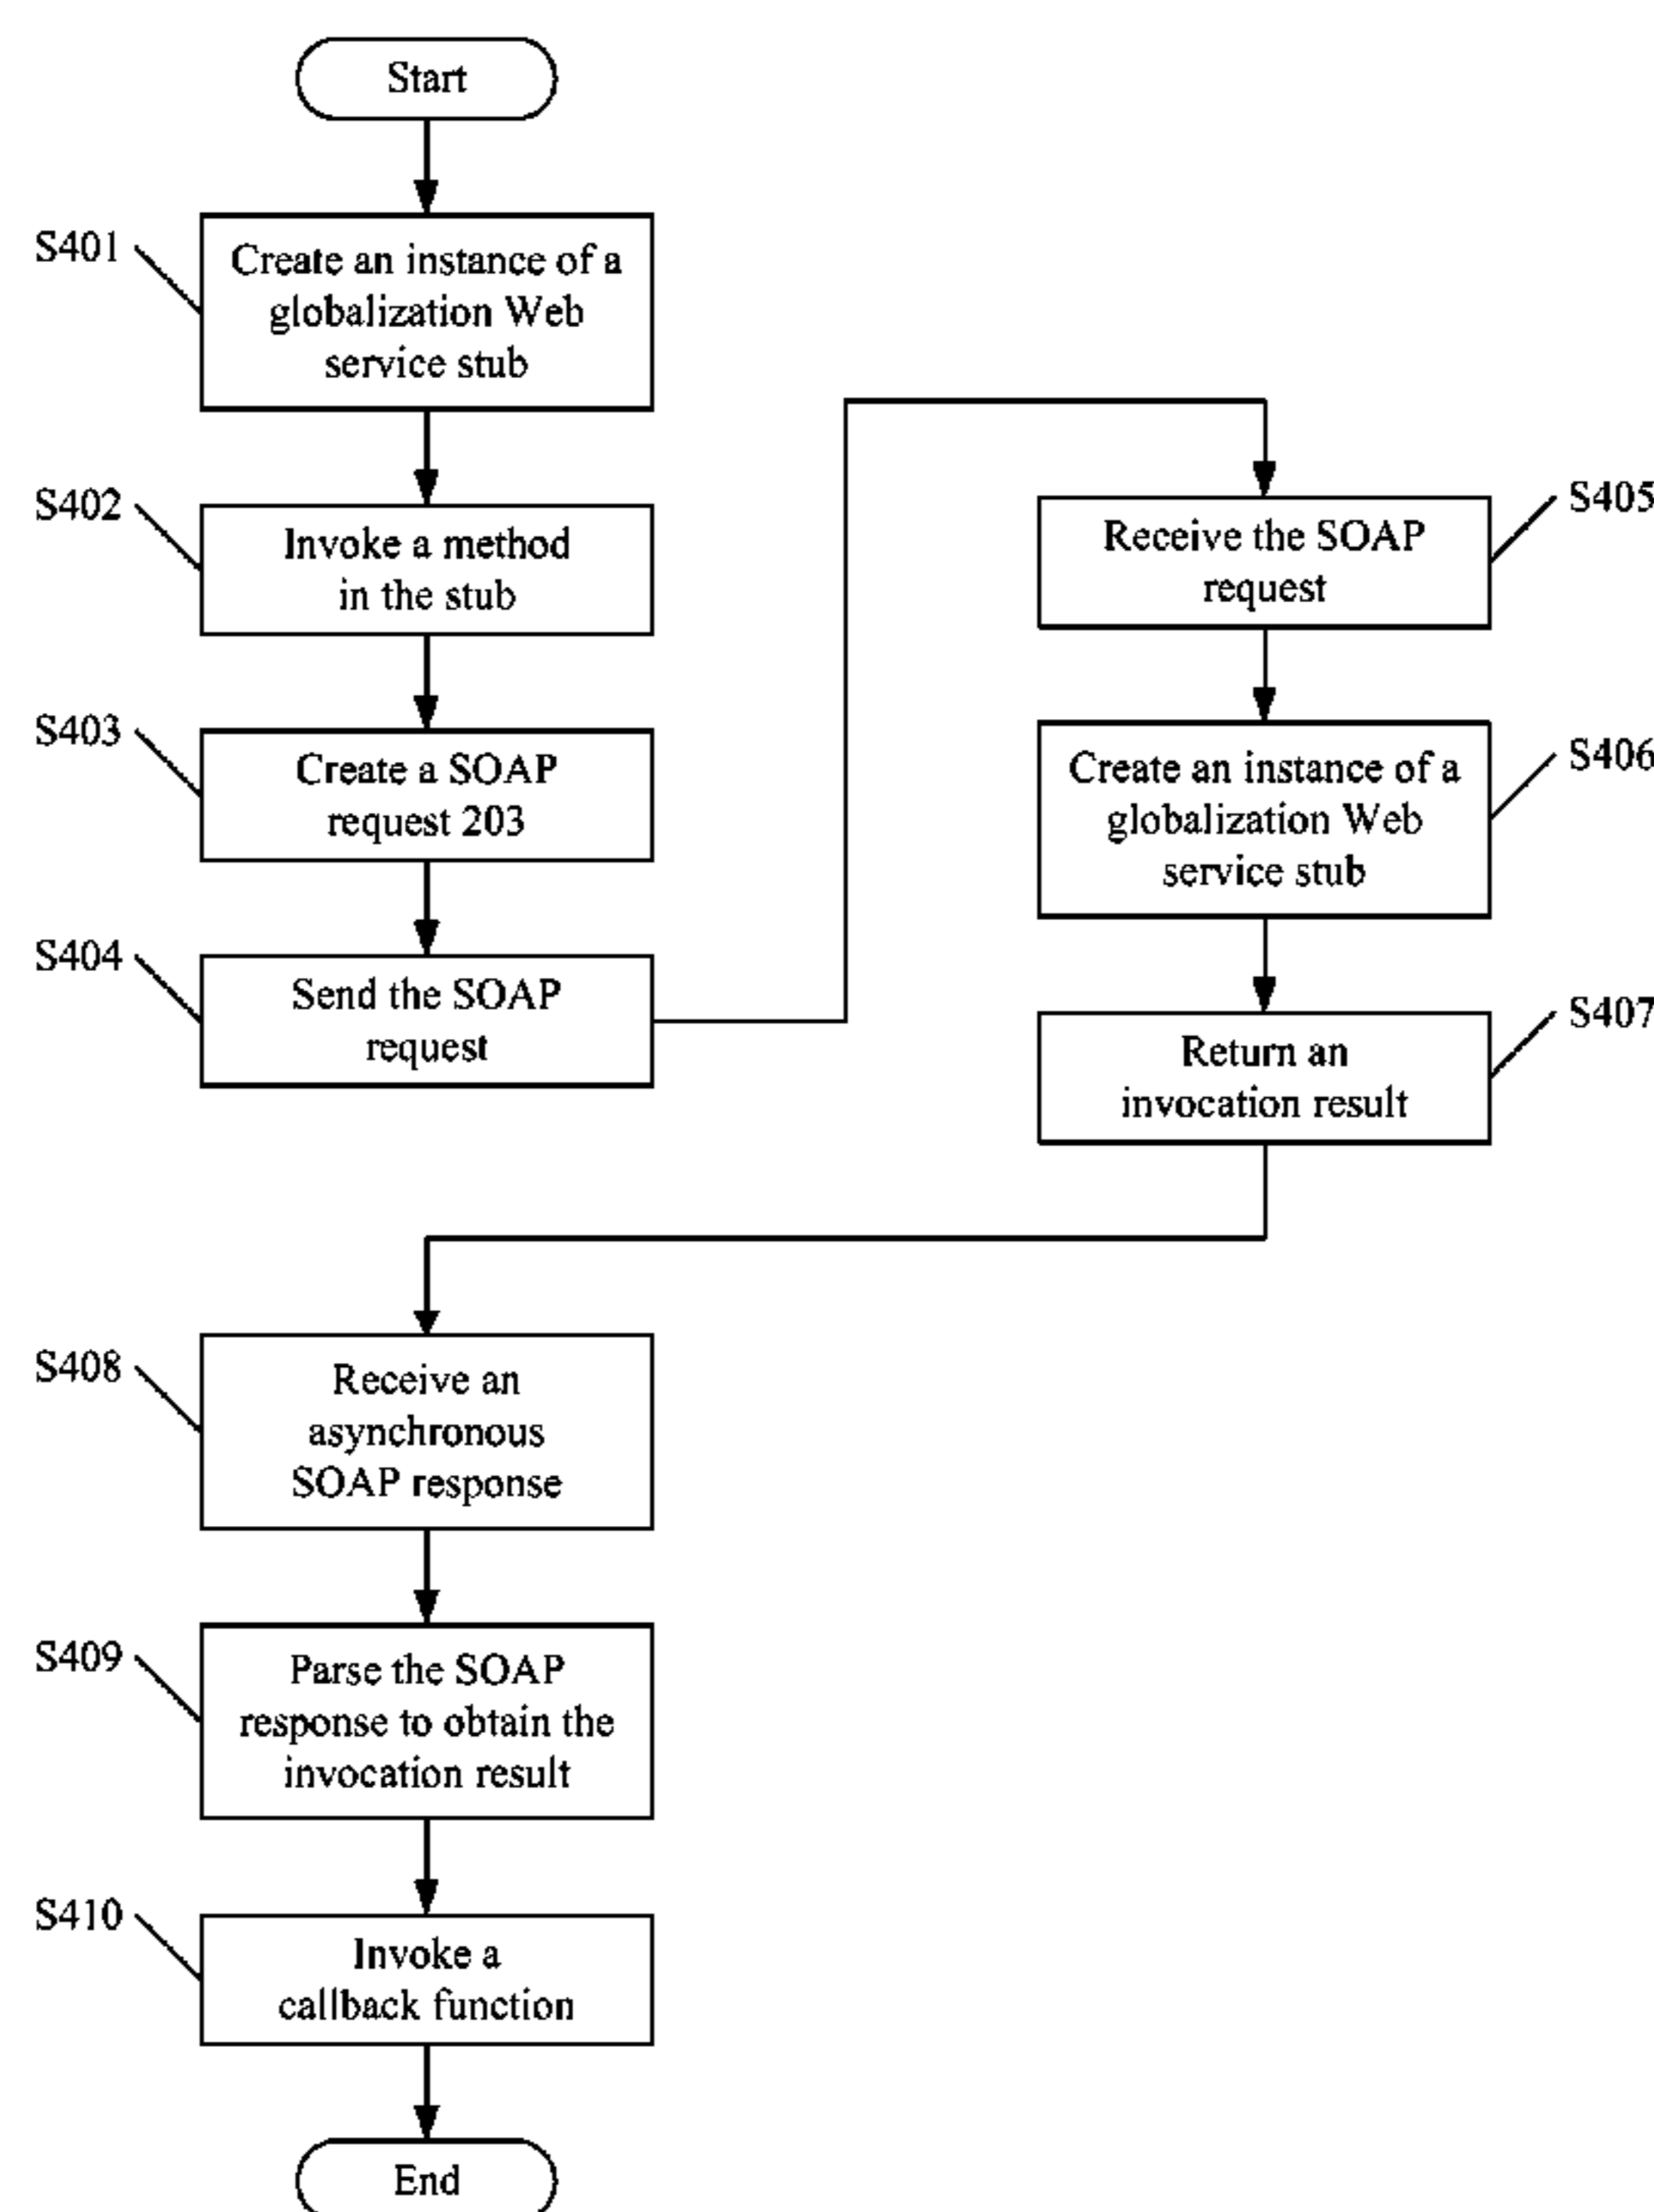 Start
S401
Create an instance of a
globalization Web
service stub
S402
Invoke a method
in the stub
S403
Create a SOAP
request 203
S404
Send the SOAP
request
S405
Receive the SOAP
request
S406
Create an instance of a
globalization Web
service stub
S407
Return an
invocation result
S408
Receive an
asynchronous
SOAP response
S409
Parse the SOAP
response to obtain the
invocation result
S410
Invoke a
callback function
End